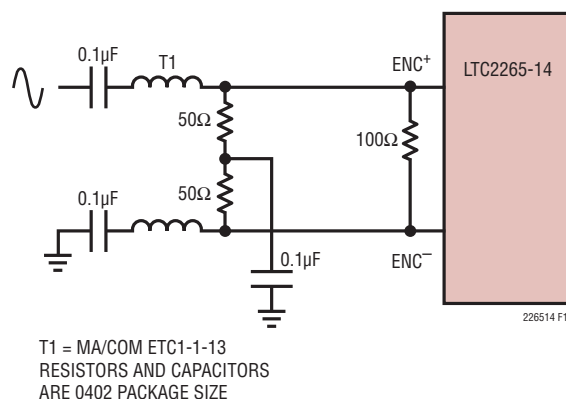 0.1µF
T1
ENC+
LTC2265-14
50Ω
100Ω
50Ω
0.1µF
0.1µF
ENC−
226514 F1
T1 = MA/COM ETC1-1-13
RESISTORS AND CAPACITORS
ARE 0402 PACKAGE SIZE